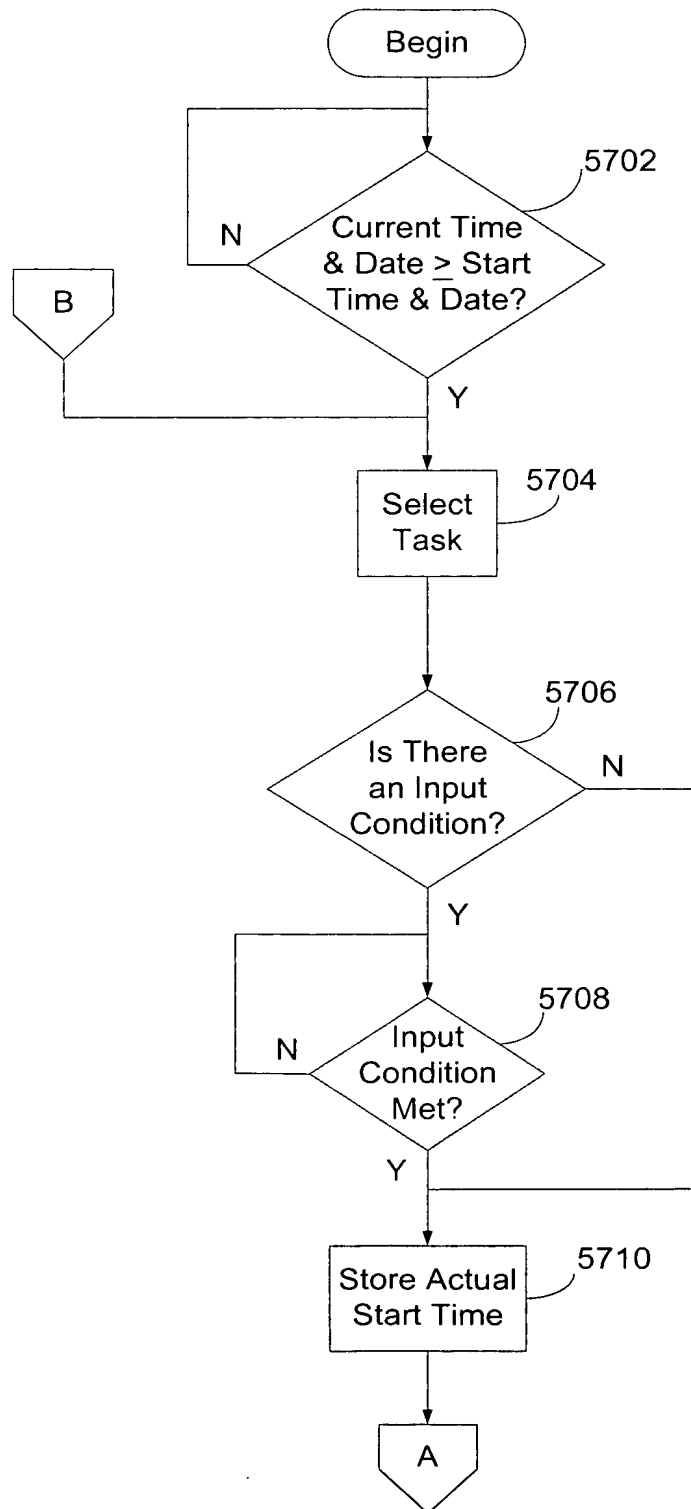 Begin
5702
Current Time
& Date ≥ Start
Time & Date?
N
B
Y
5704
Select
Task
5706
Is There
an Input
Condition?
N
Y
5708
Input
Condition
Met?
N
Y
5710
Store Actual
Start Time
A